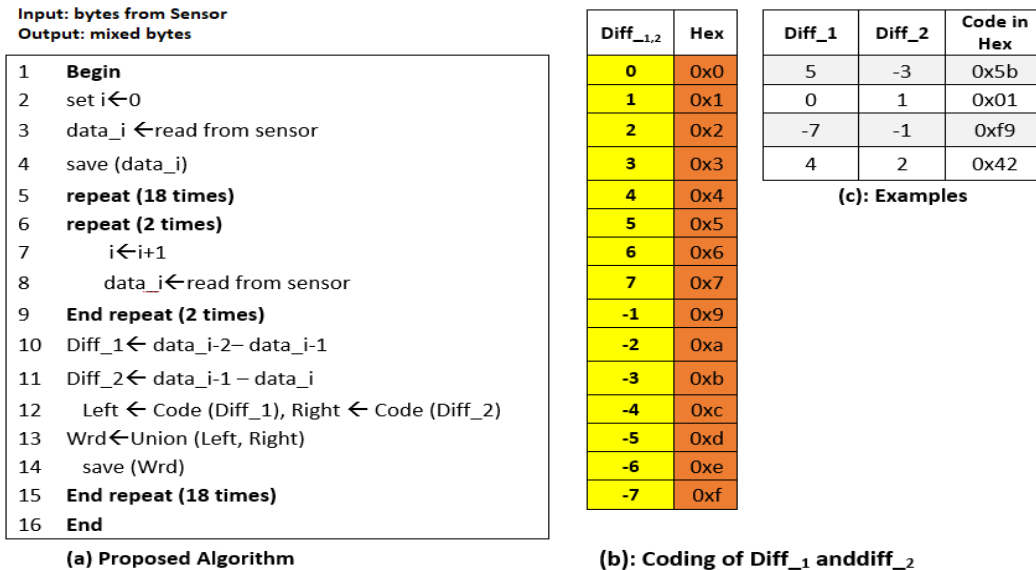 Input: bytes from Sensor
Output: mixed bytes
1 Begin
2 set i←0
3 data_i ←read from sensor
4 save (data_i)
5 repeat (18 times)
6 repeat (2 times)
7 i←i+1
8 data_i←read from sensor
9 End repeat (2 times)
10 Diff_1← data_i-2– data_i-1
11 Diff_2← data_i-1 – data_i
12 Left ← Code (Diff_1), Right ← Code (Diff_2)
13 Wrd←Union (Left, Right)
14 save (Wrd)
15 End repeat (18 times)
16 End
(a) Proposed Algorithm
Diff_1,2 Hex
0 0x0
1 0x1
2 0x2
3 0x3
4 0x4
5 0x5
6 0x6
7 0x7
-1 0x9
-2 0xa
-3 0xb
-4 0xc
-5 0xd
-6 0xe
-7 0xf
(b): Coding of Diff_1 anddiff_2
Diff_1 Diff_2 Code in
Hex
5 -3 0x5b
0 1 0x01
-7 -1 0xf9
4 2 0x42
(c): Examples